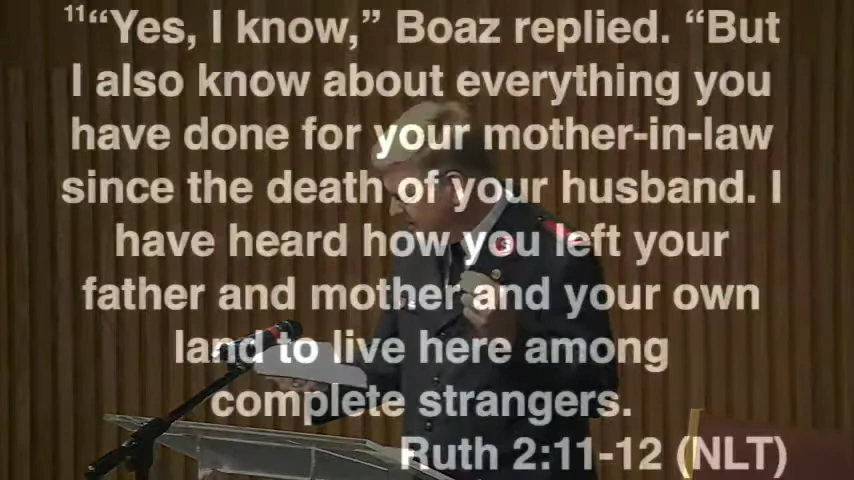 ¹¹“Yes, I know,” Boaz replied. “But
I also know about everything you
have done for your mother-in-law
since the death of your husband. I
have heard how you left your
father and mother and your own
land to live here among
complete strangers.
Ruth 2:11-12 (NLT)